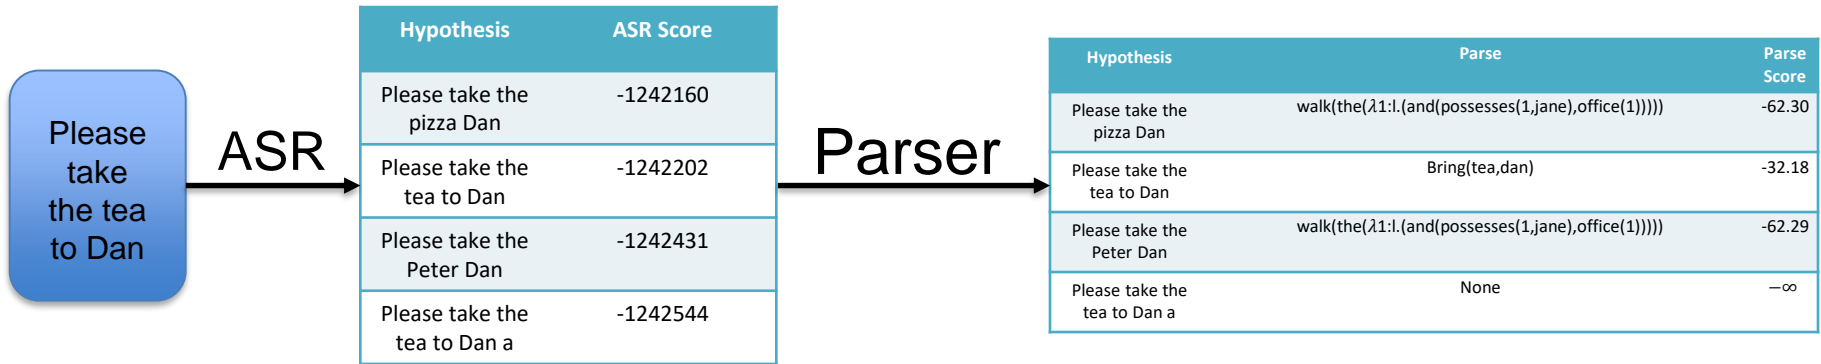 Please
take
the tea
to Dan
ASR
Hypothesis ASR Score
Please take the
pizza Dan
-1242160
Please take the
tea to Dan
-1242202
Please take the
Peter Dan
-1242431
Please take the
tea to Dan a
-1242544
Parser
Hypothesis Parse Parse
Score
Please take the
pizza Dan
walk(the(λ1:l.(and(possesses(1,jane),office(1)))))
-62.30
Please take the
tea to Dan
Bring(tea,dan)
-32.18
Please take the
Peter Dan
walk(the(λ1:l.(and(possesses(1,jane),office(1)))))
-62.29
Please take the
tea to Dan a
None
−∞